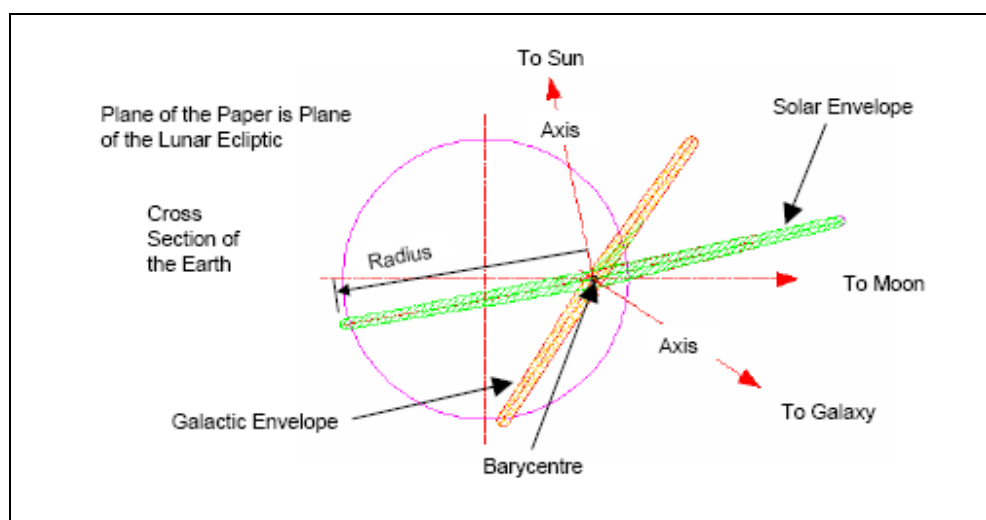 To Sun
Plane of the Paper is Plane
of the Lunar Ecliptic
Axis
Solar Envelope
Cross
Section of
the Earth
Radius
To Moon
Axis
Galactic Envelope
To Galaxy
Barycentre